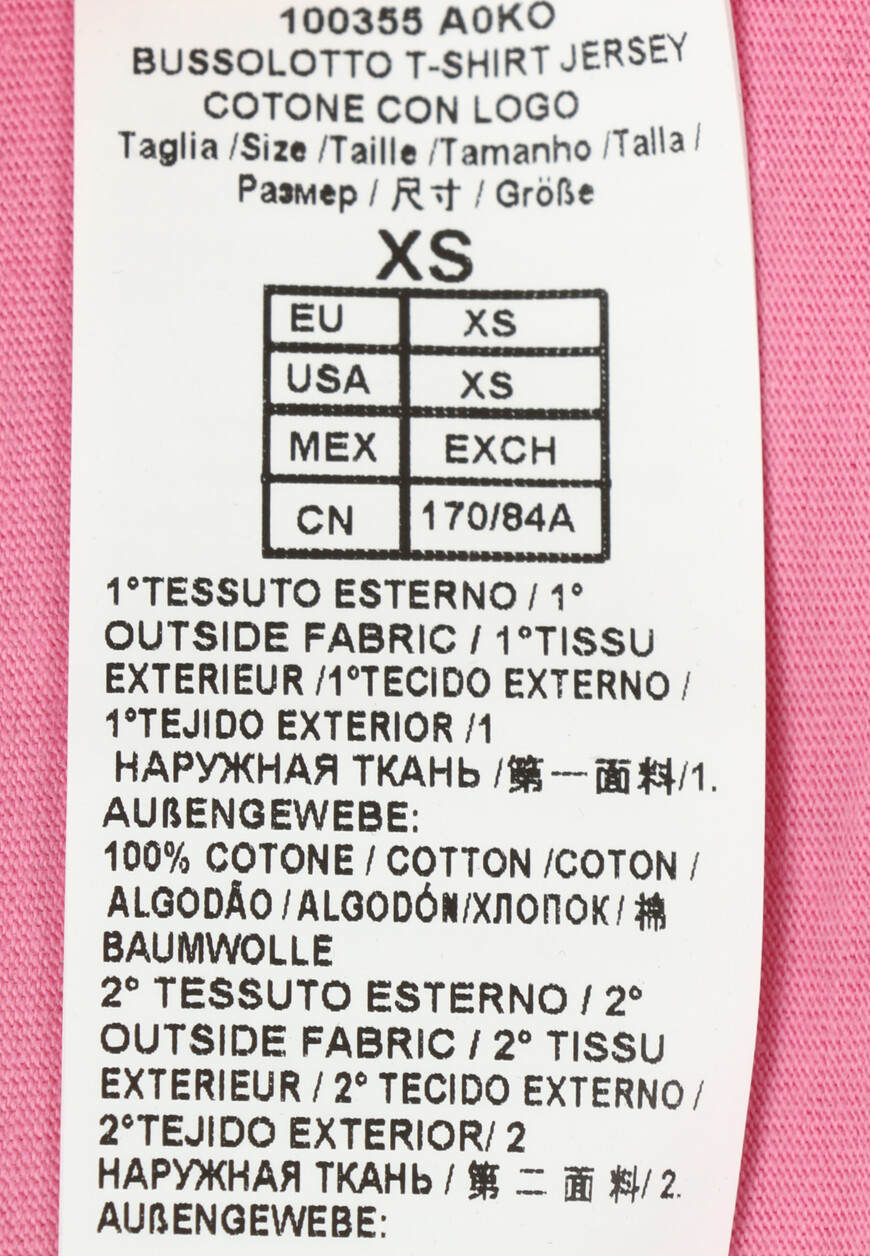 100355 A0KO
BUSSOLOTTO T-SHIRT JERSEY
COTONE CON LOGO
Taglia /Size /Taille /Tamanho /Talla /
Размер / 尺寸 / Größe
XS
EU XS
USA XS
MEX EXCH
CN 170/84A
1°TESSUTO ESTERNO / 1°
OUTSIDE FABRIC / 1°TISSU
EXTERIEUR /1°TECIDO EXTERNO /
1°TEJIDO EXTERIOR /1
НАРУЖНАЯ ТКАНЬ /第一面料/1.
AUßENGEWEBE:
100% COTONE / COTTON /COTON /
ALGODÃO / ALGODÓN/ХЛОПОК/ 棉
BAUMWOLLE
2° TESSUTO ESTERNO / 2°
OUTSIDE FABRIC / 2° TISSU
EXTERIEUR / 2° TECIDO EXTERNO /
2°TEJIDO EXTERIOR/ 2
НАРУЖНАЯ ТКАНЬ / 第 二 面 料/ 2.
AUßENGEWEBE: